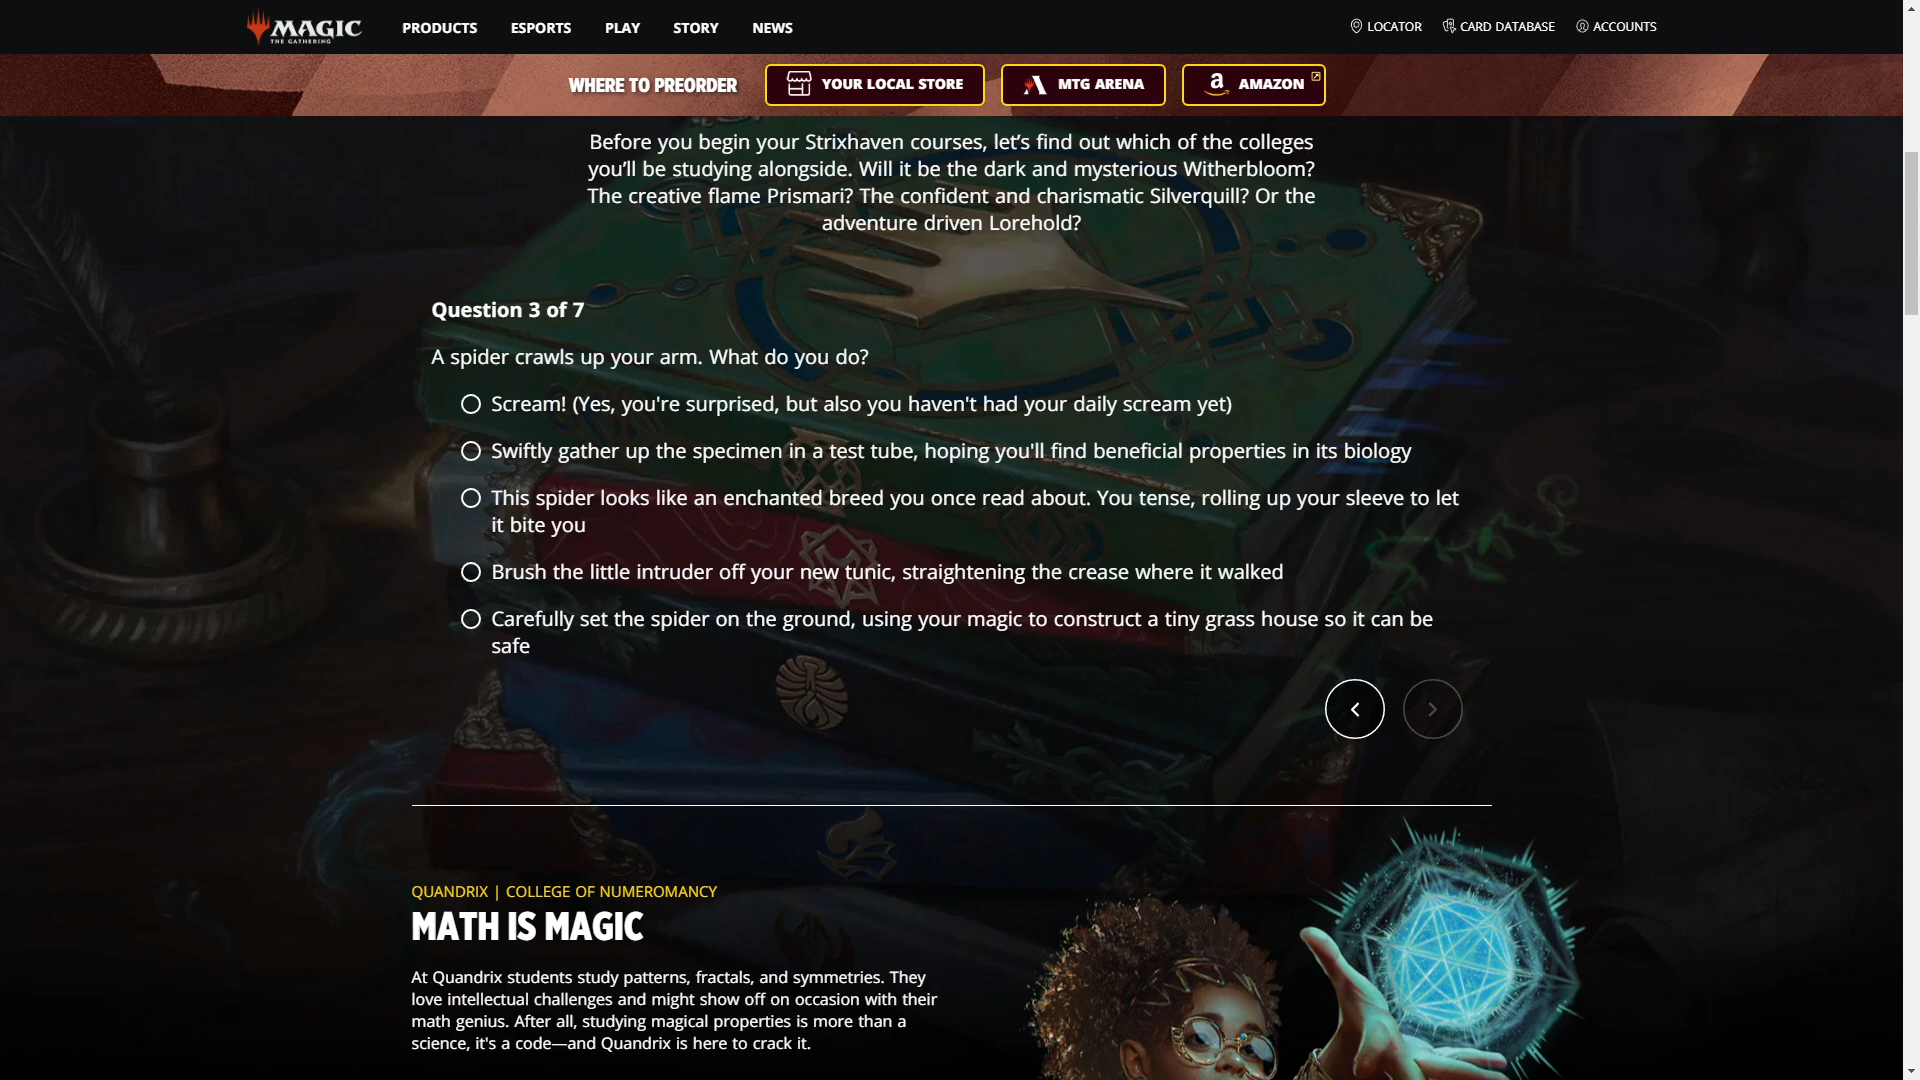 MAGIC
THE GATHERING
PRODUCTS ESPORTS PLAY STORY NEWS
LOCATOR CARD DATABASE ACCOUNTS
WHERE TO PREORDER YOUR LOCAL STORE MTG ARENA AMAZON
Before you begin your Strixhaven courses, let’s find out which of the colleges
you’ll be studying alongside. Will it be the dark and mysterious Witherbloom?
The creative flame Prismari? The confident and charismatic Silverquill? Or the
adventure driven Lorehold?
Question 3 of 7
A spider crawls up your arm. What do you do?
Scream! (Yes, you're surprised, but also you haven't had your daily scream yet)
Swiftly gather up the specimen in a test tube, hoping you'll find beneficial properties in its biology
This spider looks like an enchanted breed you once read about. You tense, rolling up your sleeve to let
it bite you
Brush the little intruder off your new tunic, straightening the crease where it walked
Carefully set the spider on the ground, using your magic to construct a tiny grass house so it can be
safe
QUANDRIX | COLLEGE OF NUMEROMANCY
MATH IS MAGIC
At Quandrix students study patterns, fractals, and symmetries. They
love intellectual challenges and might show off on occasion with their
math genius. After all, studying magical properties is more than a
science, it's a code—and Quandrix is here to crack it.